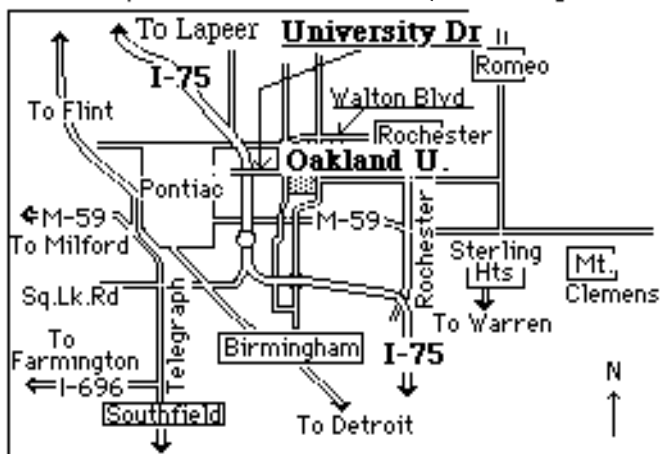 To Lapeer
University Dr
Romeo
I-75
Walton Blvd
To Flint
Rochester
Oakland U.
Pontiac
M-59
M-59
To Milford
Rochester
Sterling
Hts
Mt.
Clemens
Sq.Lk.Rd
Telegraph
To Warren
To
Farmington
Birmingham
I-75
I-696
N
Southfield
To Detroit